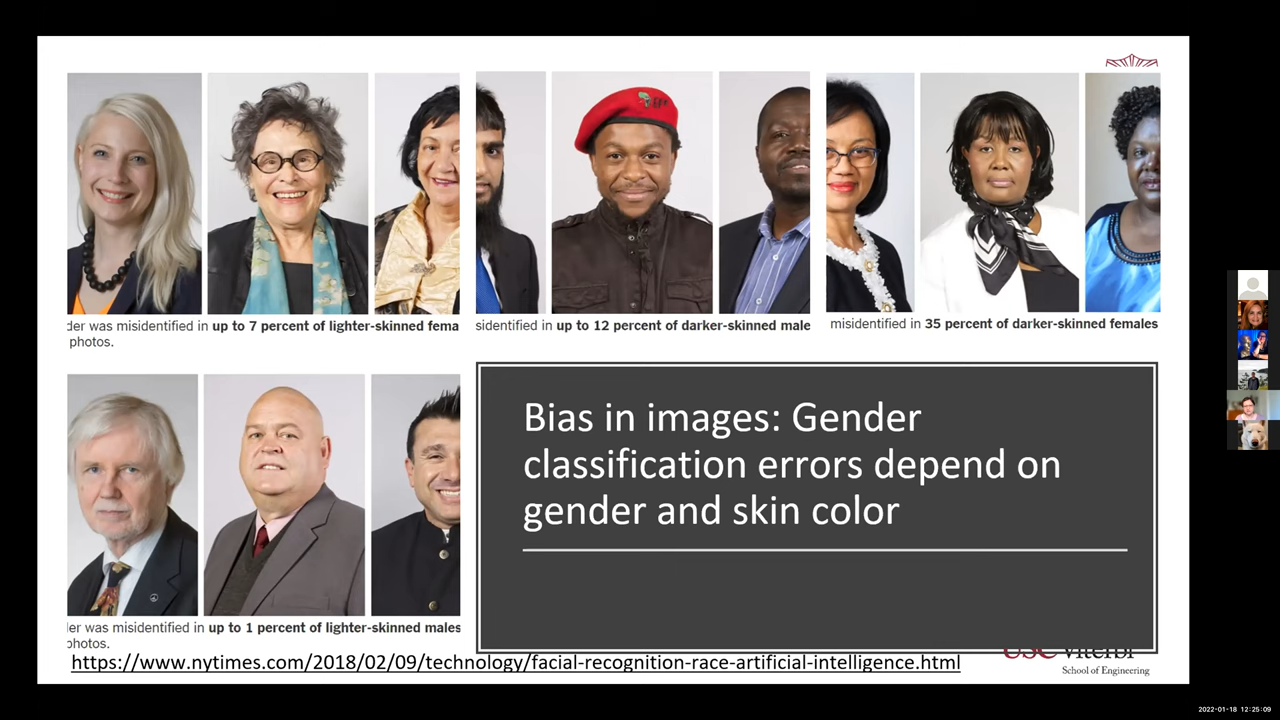 der was misidentified in up to 7 percent of lighter-skinned fema
photos.
sidentified in up to 12 percent of darker-skinned male
misidentified in 35 percent of darker-skinned females
Bias in images: Gender
classification errors depend on
gender and skin color
er was misidentified in up to 1 percent of lighter-skinned males
photos.
https://www.nytimes.com/2018/02/09/technology/facial-recognition-race-artificial-intelligence.html
USC Viterbi
School of Engineering
2022-01-18 12:25:09